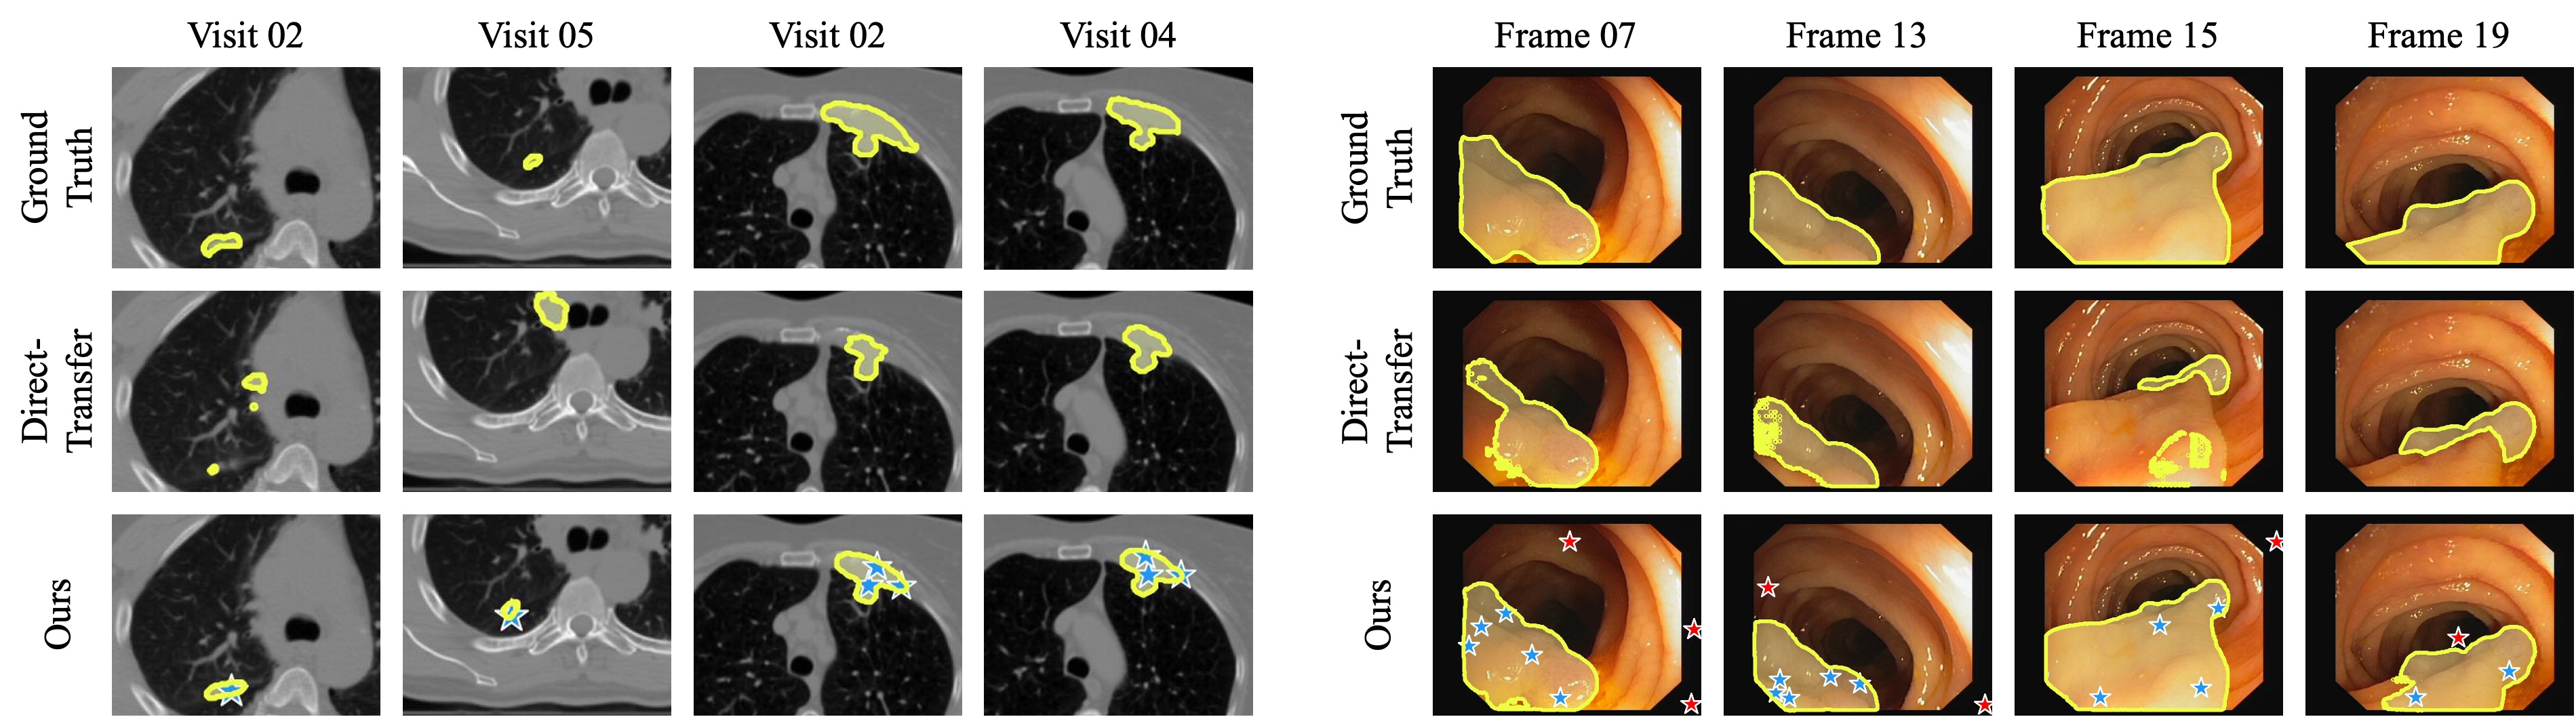 Visit 02 Visit 05 Visit 02 Visit 04 Frame 07 Frame 13 Frame 15 Frame 19
Ground
Truth
Ground
Truth
Direct-
Transfer
Direct-
Transfer
Ours
Ours